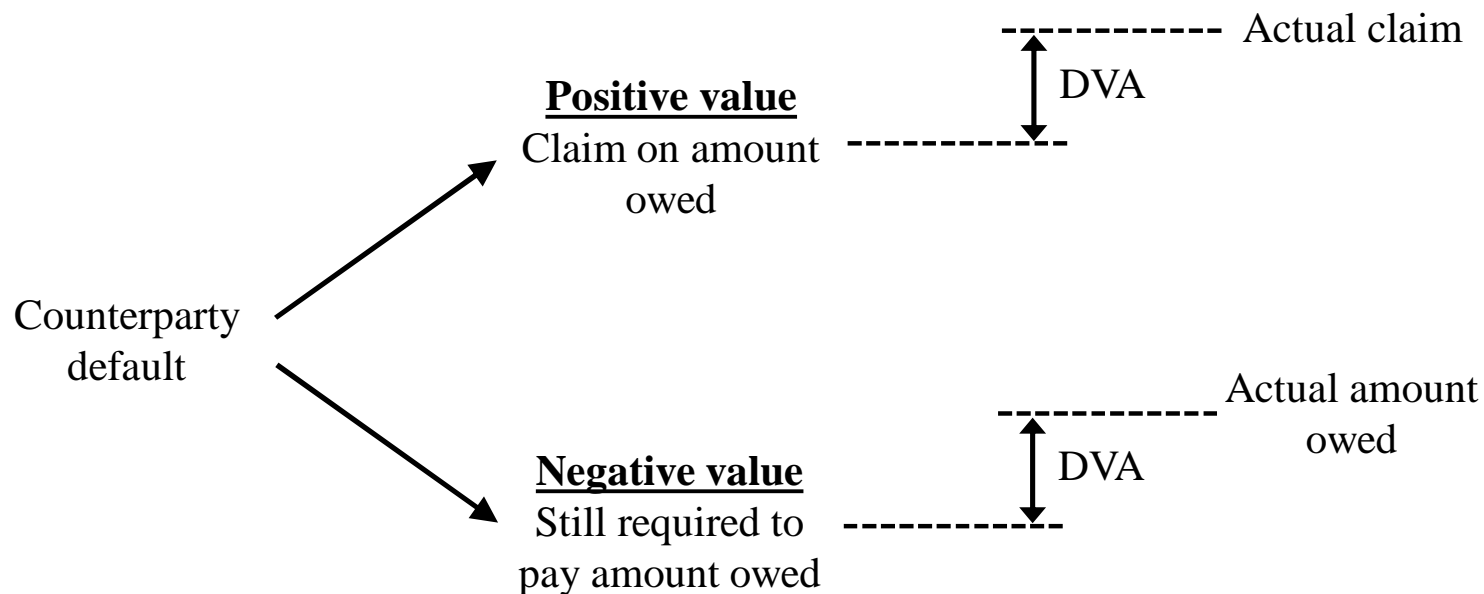 Actual claim
DVA
Positive value
Claim on amount
owed
Counterparty
default
Actual amount
owed
DVA
Negative value
Still required to
pay amount owed